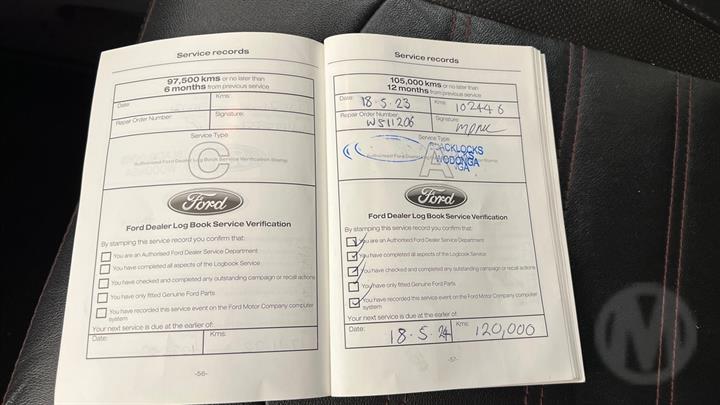 Service records
97,500 kms or no later than
6 months from previous service
Date:
Kms:
Repair Order Number:
Signature:
Service Type
C
Authorised Ford Dealer Log Book Service Verification Stamp
Ford
Ford Dealer Log Book Service Verification
By stamping this service record you confirm that:
You are an Authorised Ford Dealer Service Department
You have completed all aspects of the Logbook Service
You have checked and completed any outstanding campaign or recall actions
You have only fitted Genuine Ford Parts
You have recorded this service event on the Ford Motor Company computer
system
Your next service is due at the earlier of:
Date:
Kms:
-56-
Service records
105,000 kms or no later than
12 months from previous service
Date: 18.5.23
Kms: 102446
Repair Order Number:
Signature:
W511206
Service Type
A
BLACKLOCKS
WODONGA
Ford
Ford Dealer Log Book Service Verification
By stamping this service record you confirm that:
You are an Authorised Ford Dealer Service Department
You have completed all aspects of the Logbook Service
You have checked and completed any outstanding campaign or recall actions
You have only fitted Genuine Ford Parts
You have recorded this service event on the Ford Motor Company computer
system
Your next service is due at the earlier of:
Date: 18.5.24
Kms: 120,000
-57-
M